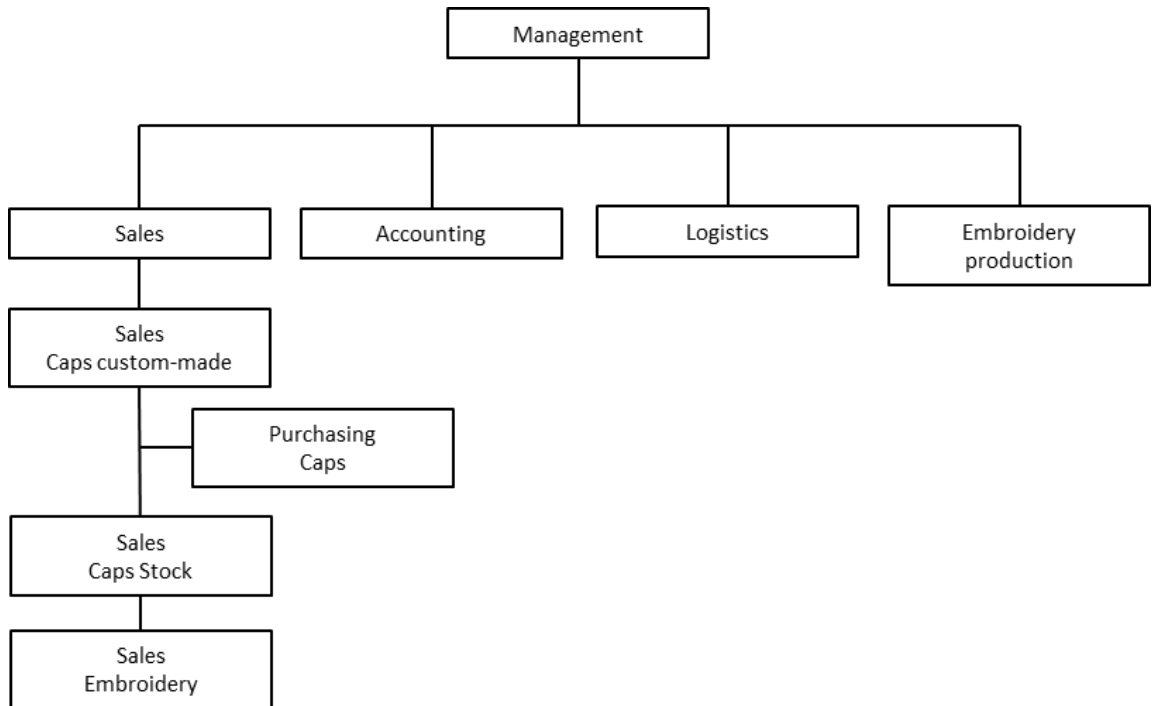 Management
Sales
Accounting
Logistics
Embroidery
production
Sales
Caps custom-made
Purchasing
Caps
Sales
Caps Stock
Sales
Embroidery